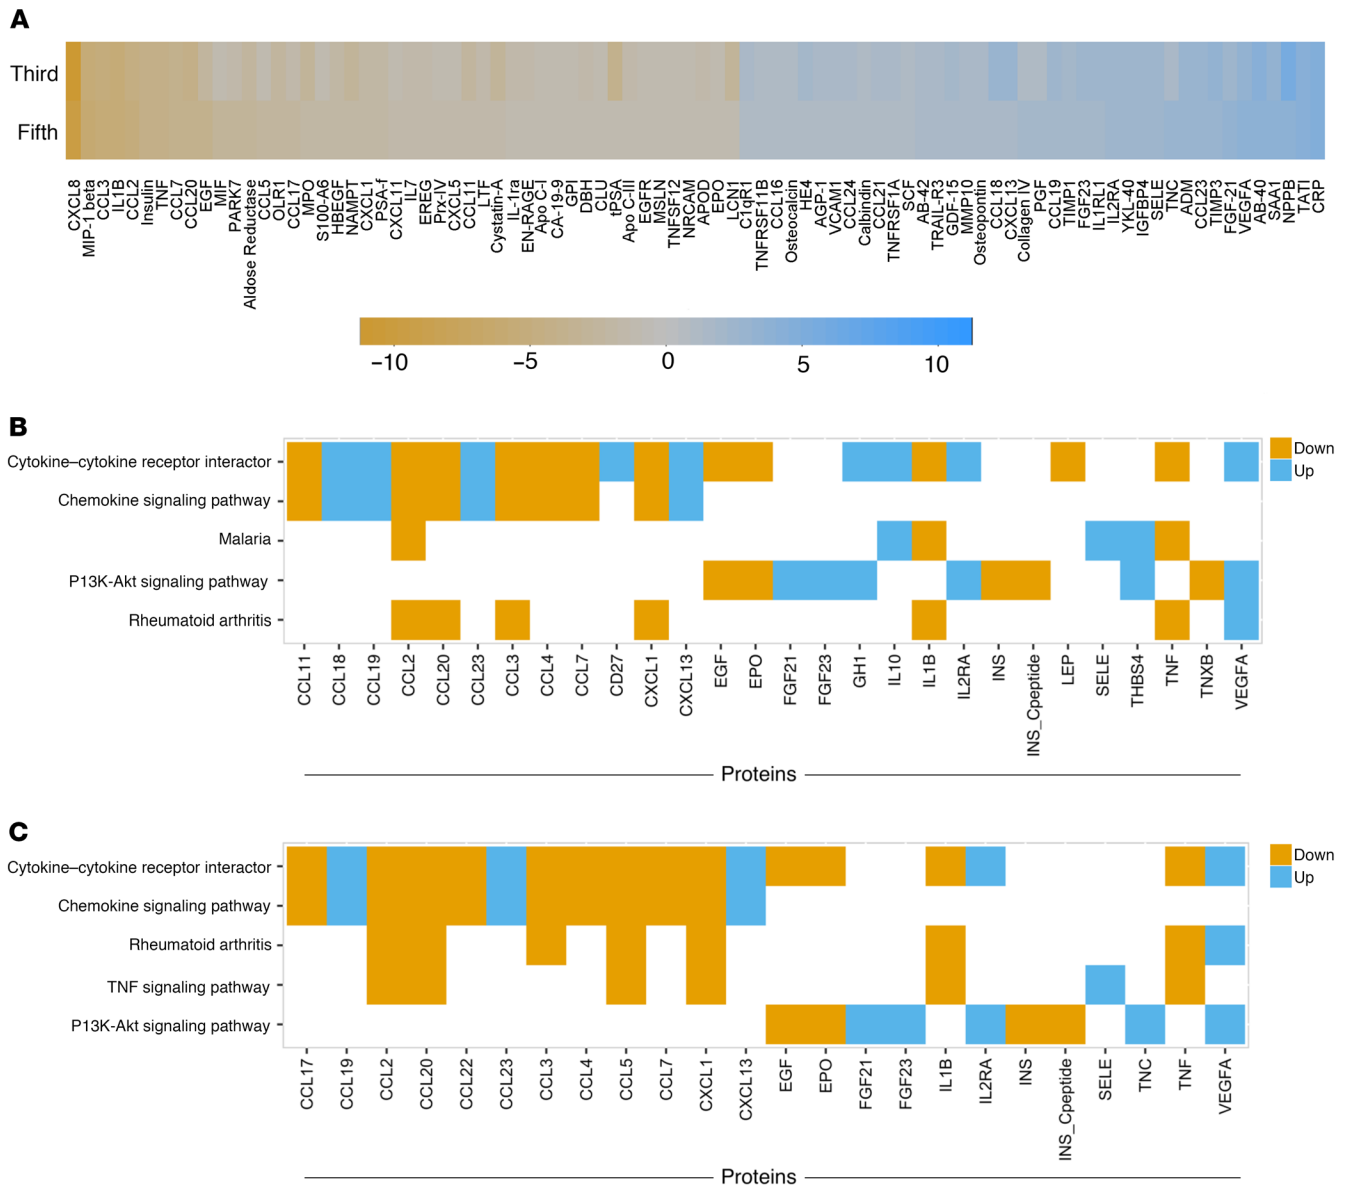 A
Third
Fifth
CXCL8 MIP-1 beta CCL3 IL1B CCL2 Insulin TNF CCL7 CCL20 EGF MIF PARK7 Aldose Reductase CCL5 OLR1 CCL17 MPO S100-A6 HBEGF NAMPT CXCL1 PSA-f CXCL11 IL7 EREG Prx-IV CXCL5 CCL11 LTF Cystatin-A IL-1ra EN-RAGE Apo C-I CA-19-9 GPI DBH CLU tPSA Apo C-III EGFR MSLN TNFSF12 NRCAM APOD EPO LCN1 C1qR1 TNFRSF11B CCL16 Osteocalcin HE4 AGP-1 VCAM1 CCL24 Calbindin CCL21 TNFRSF1A SCF AB-42 TRAIL-R3 GDF-15 MMP10 Osteopontin CCL18 CXCL13 Collagen IV PGF CCL19 TIMP1 FGF23 IL1RL1 IL2RA YKL-40 IGFBP4 SELE TNC ADM CCL23 TIMP3 FGF-21 VEGFA AB-40 SAA1 NPPB TATI CRP
−10 −5 0 5 10
B
Cytokine–cytokine receptor interactor
Chemokine signaling pathway
Malaria
P13K-Akt signaling pathway
Rheumatoid arthritis
Down
Up
CCL11 CCL18 CCL19 CCL2 CCL20 CCL23 CCL3 CCL4 CCL7 CD27 CXCL1 CXCL13 EGF EPO FGF21 FGF23 GH1 IL10 IL1B IL2RA INS INS_Cpeptide LEP SELE THBS4 TNF TNXB VEGFA
Proteins
C
Cytokine–cytokine receptor interactor
Chemokine signaling pathway
Rheumatoid arthritis
TNF signaling pathway
P13K-Akt signaling pathway
Down
Up
CCL17 CCL19 CCL2 CCL20 CCL22 CCL23 CCL3 CCL4 CCL5 CCL7 CXCL1 CXCL13 EGF EPO FGF21 FGF23 IL1B IL2RA INS INS_Cpeptide SELE TNC TNF VEGFA
Proteins